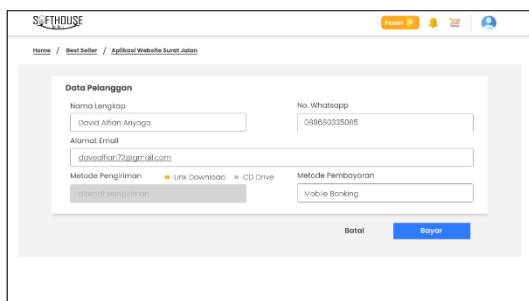 SOFTHOUSE
Pesan
Home / Best Seller / Aplikasi Website Surat Jalan
Data Pelanggan
Nama Lengkap No. Whatsapp
David Alfian Ariyoga 089680335085
Alamat Email
davealfian72@gmail.com
Metode Pengiriman Link Download CD Drive Metode Pembayaran
alamat pengiriman Mobile Banking
Batal Bayar